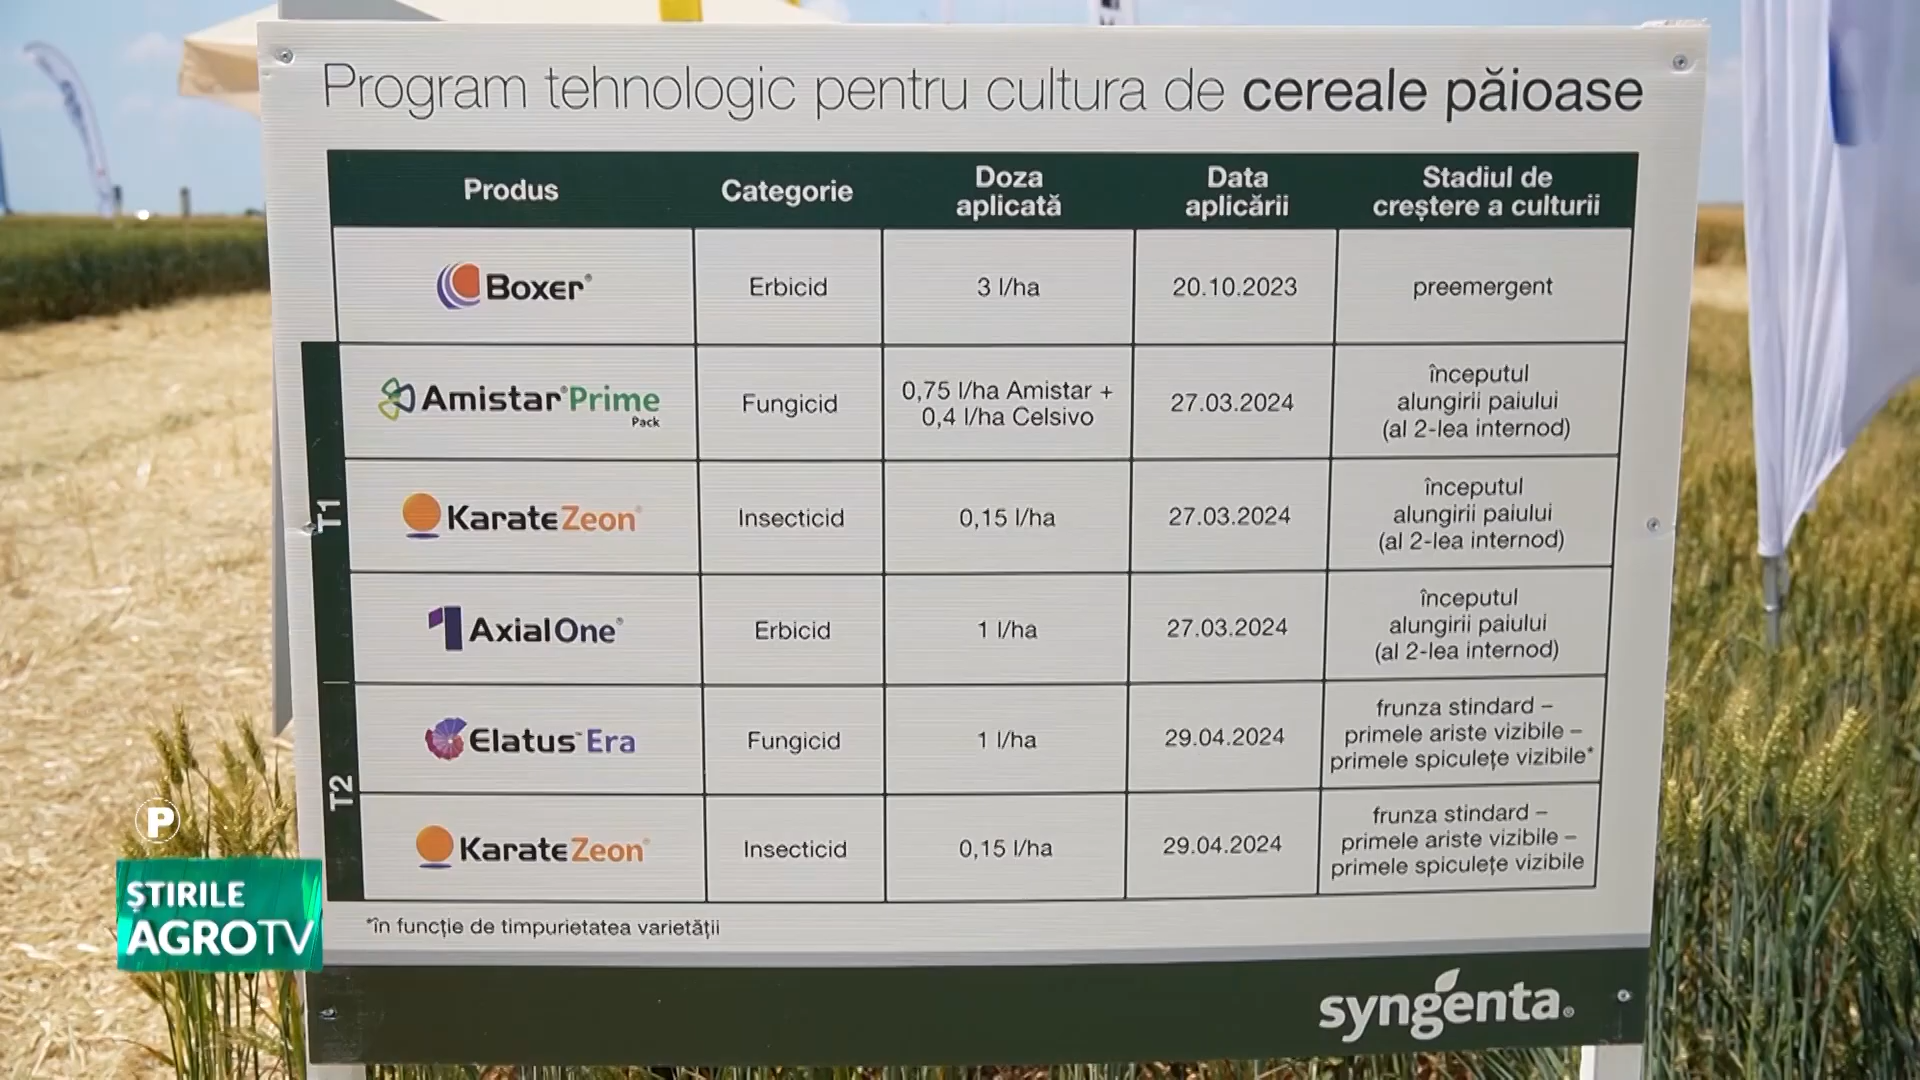 Program tehnologic pentru cultura de cereale păioase
Produs
Categorie
Doza
aplicată
Data
aplicării
Stadiul de
creștere a culturii
Boxer®
Erbicid
3 l/ha
20.10.2023
preemergent
T1
Amistar®Prime
Pack
Fungicid
0,75 l/ha Amistar +
0,4 l/ha Celsivo
27.03.2024
începutul
alungirii paiului
(al 2-lea internod)
Karate Zeon®
Insecticid
0,15 l/ha
27.03.2024
începutul
alungirii paiului
(al 2-lea internod)
1 Axial One®
Erbicid
1 l/ha
27.03.2024
începutul
alungirii paiului
(al 2-lea internod)
T2
Elatus™ Era
Fungicid
1 l/ha
29.04.2024
frunza stindard –
primele ariste vizibile –
primele spiculețe vizibile*
Karate Zeon®
Insecticid
0,15 l/ha
29.04.2024
frunza stindard –
primele ariste vizibile –
primele spiculețe vizibile
*în funcție de timpurietatea varietății
syngenta®
P
ȘTIRILE
AGROTV